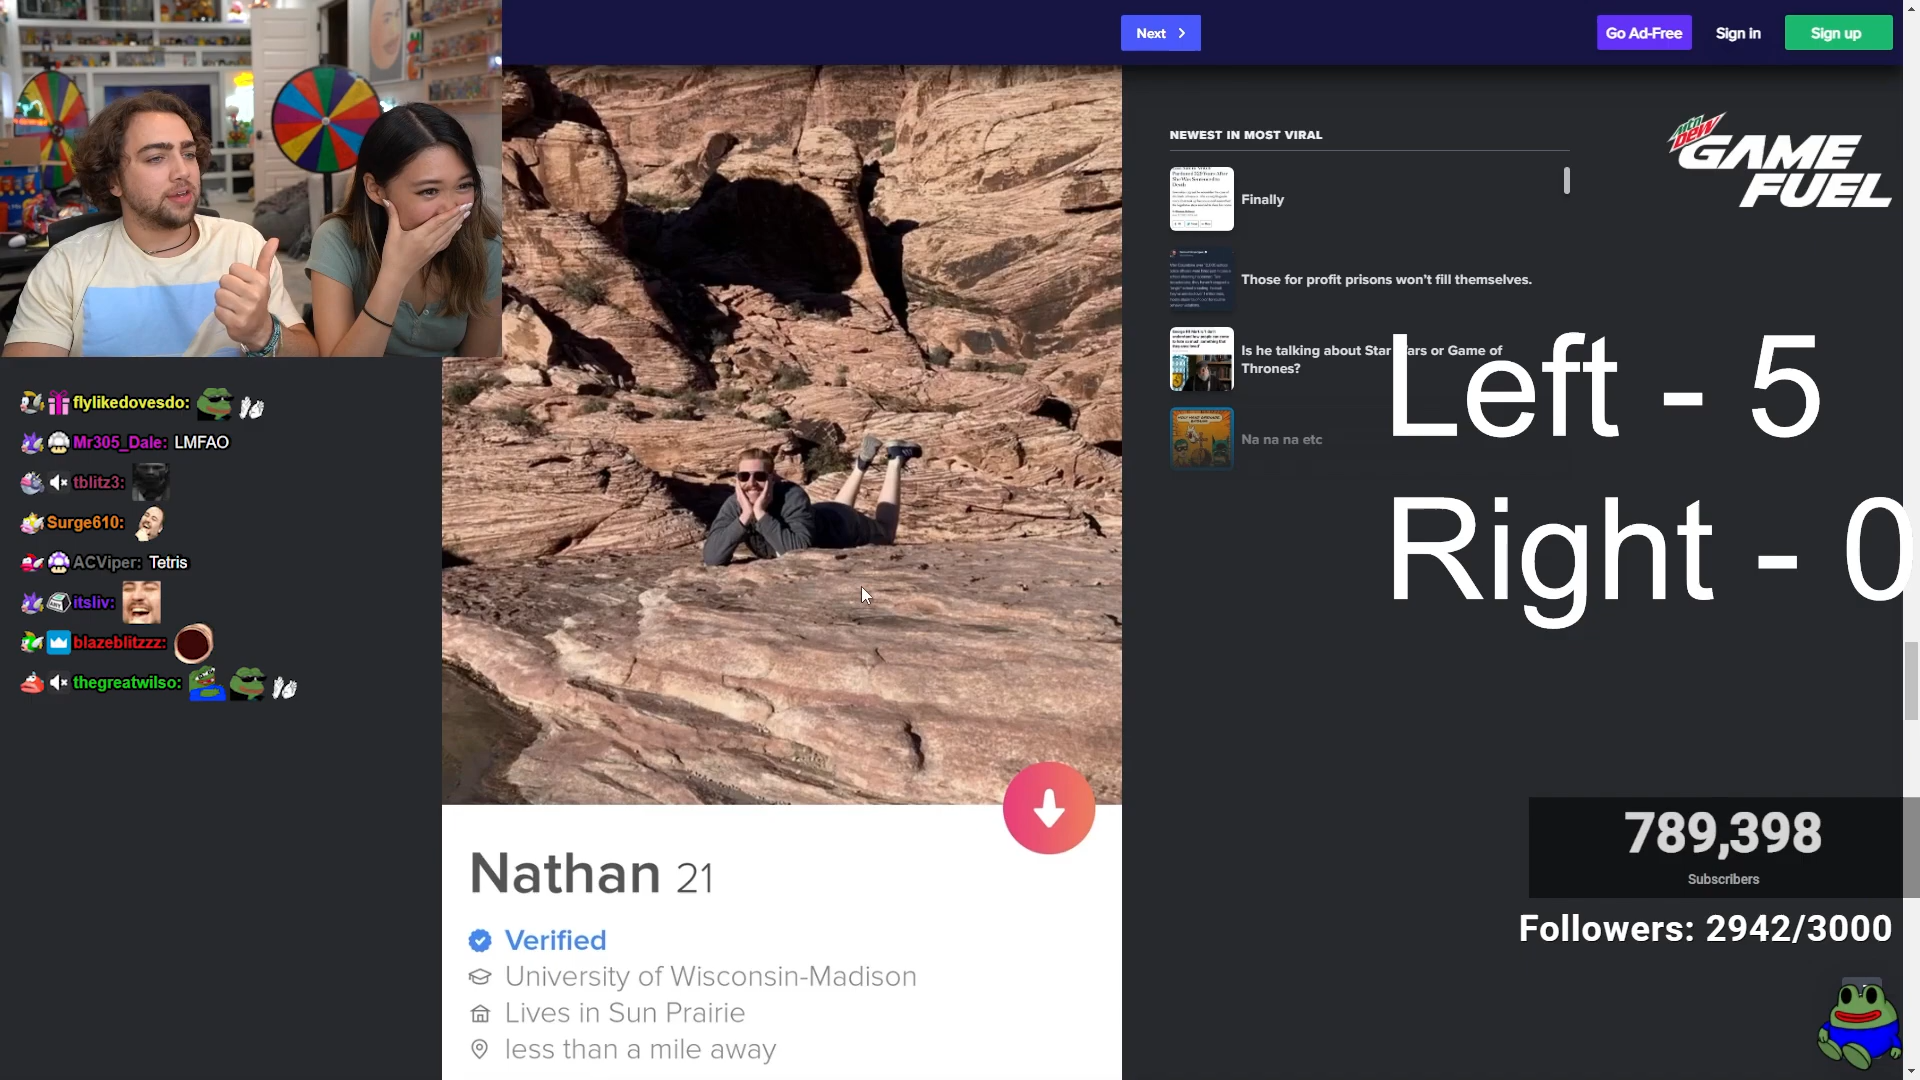 Next
Go Ad-Free
Sign in
Sign up
NEWEST IN MOST VIRAL
Finally
Those for profit prisons won't fill themselves.
Is he talking about Star Wars or Game of
Thrones?
Na na na etc
mtn
DEW
GAME
FUEL
Left - 5
Right - 0
flylikedovesdo:
Mr305_Dale: LMFAO
tblitz3:
Surge610:
ACViper: Tetris
itsliv:
blazeblitzzz:
thegreatwilso:
Nathan 21
Verified
University of Wisconsin-Madison
Lives in Sun Prairie
less than a mile away
789,398
Subscribers
Followers: 2942/3000